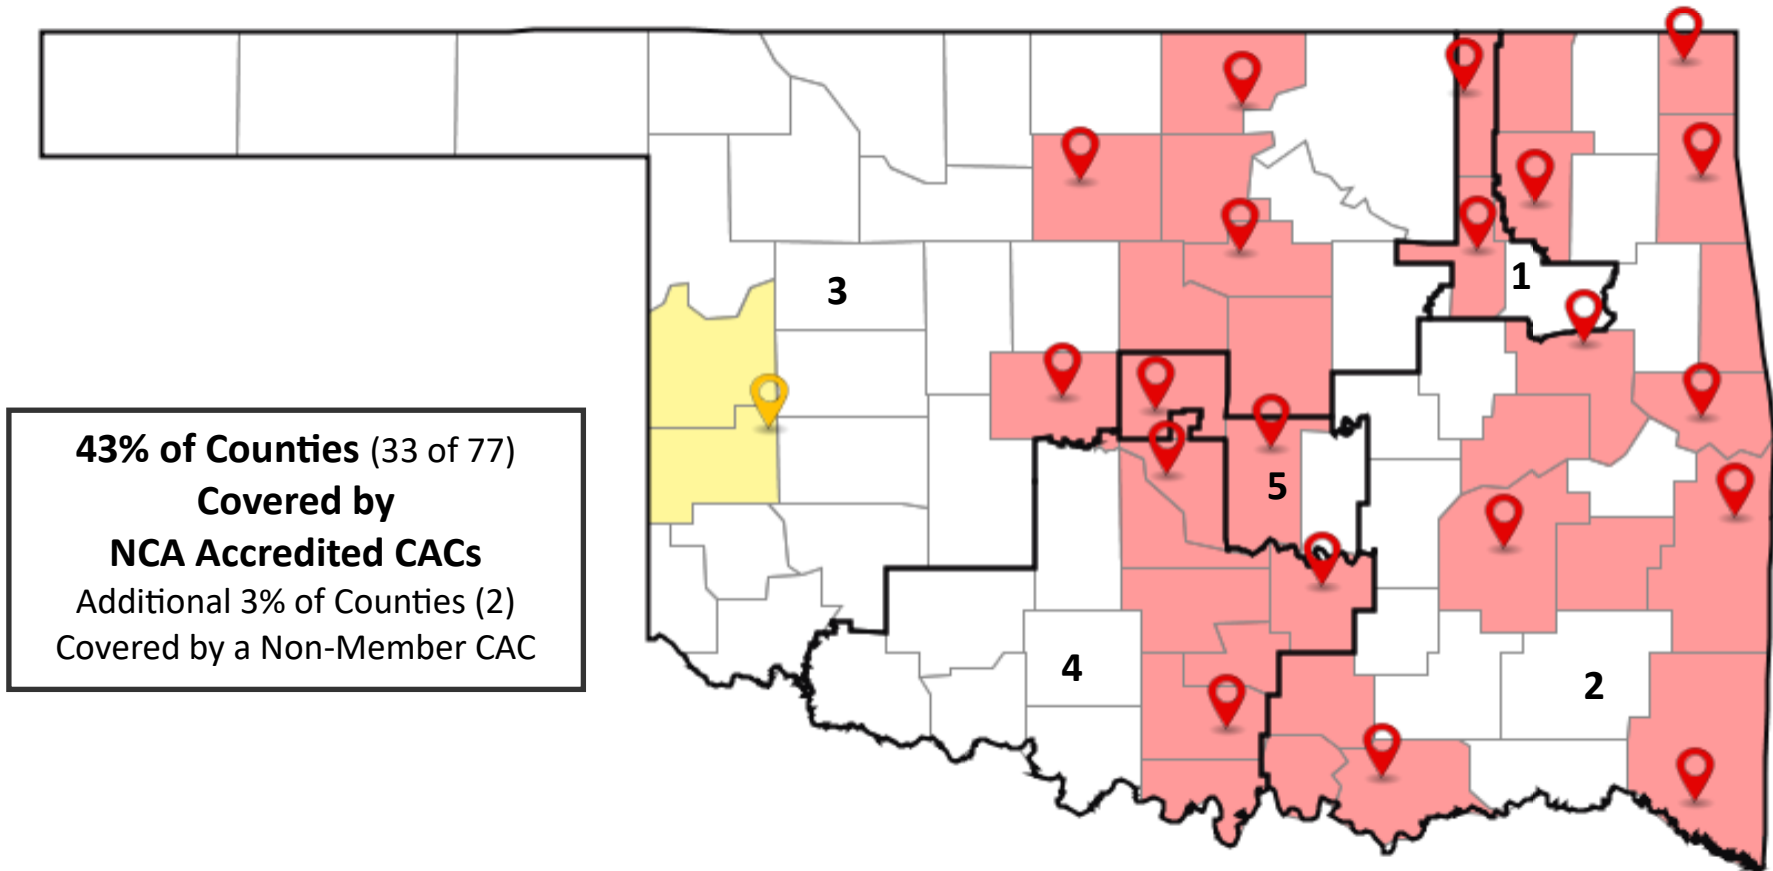 3
1
43% of Counties (33 of 77)
Covered by
NCA Accredited CACs
Additional 3% of Counties (2)
Covered by a Non-Member CAC
5
4
2